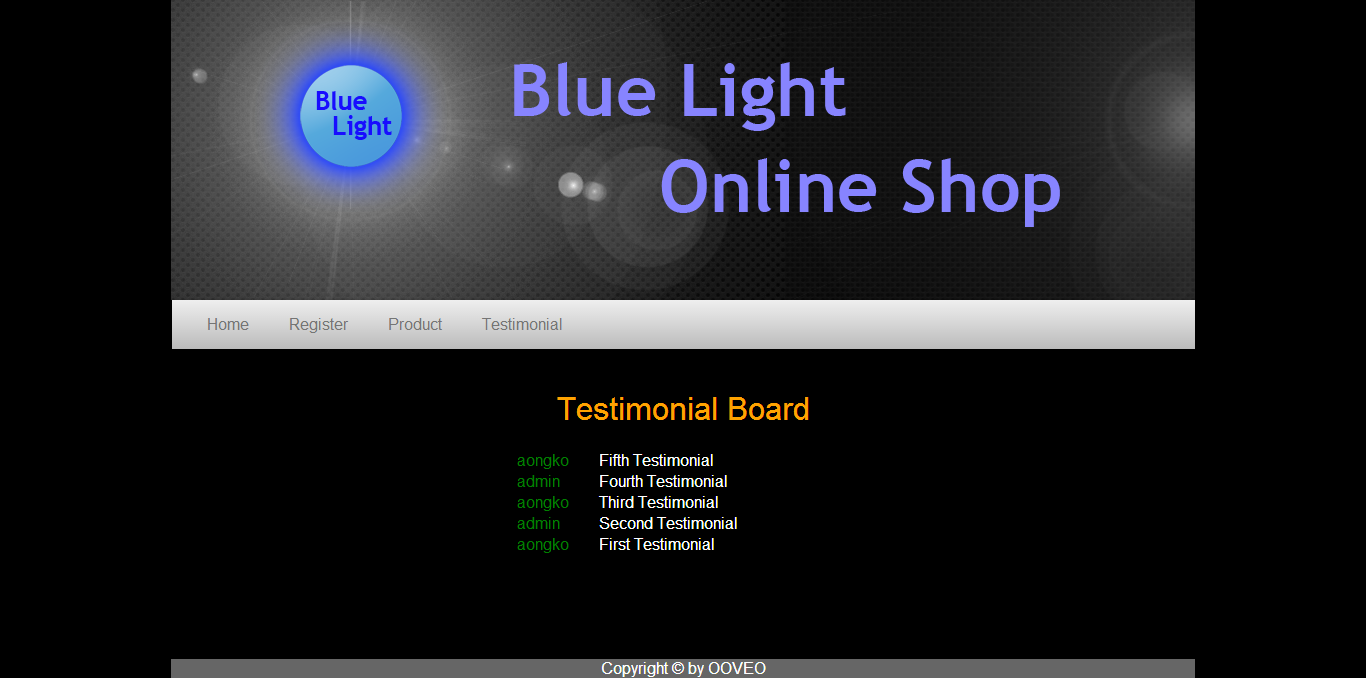 Blue
Light
Blue Light
Online Shop
Home Register Product Testimonial
Testimonial Board
aongko Fifth Testimonial
admin Fourth Testimonial
aongko Third Testimonial
admin Second Testimonial
aongko First Testimonial
Copyright © by OOVEO